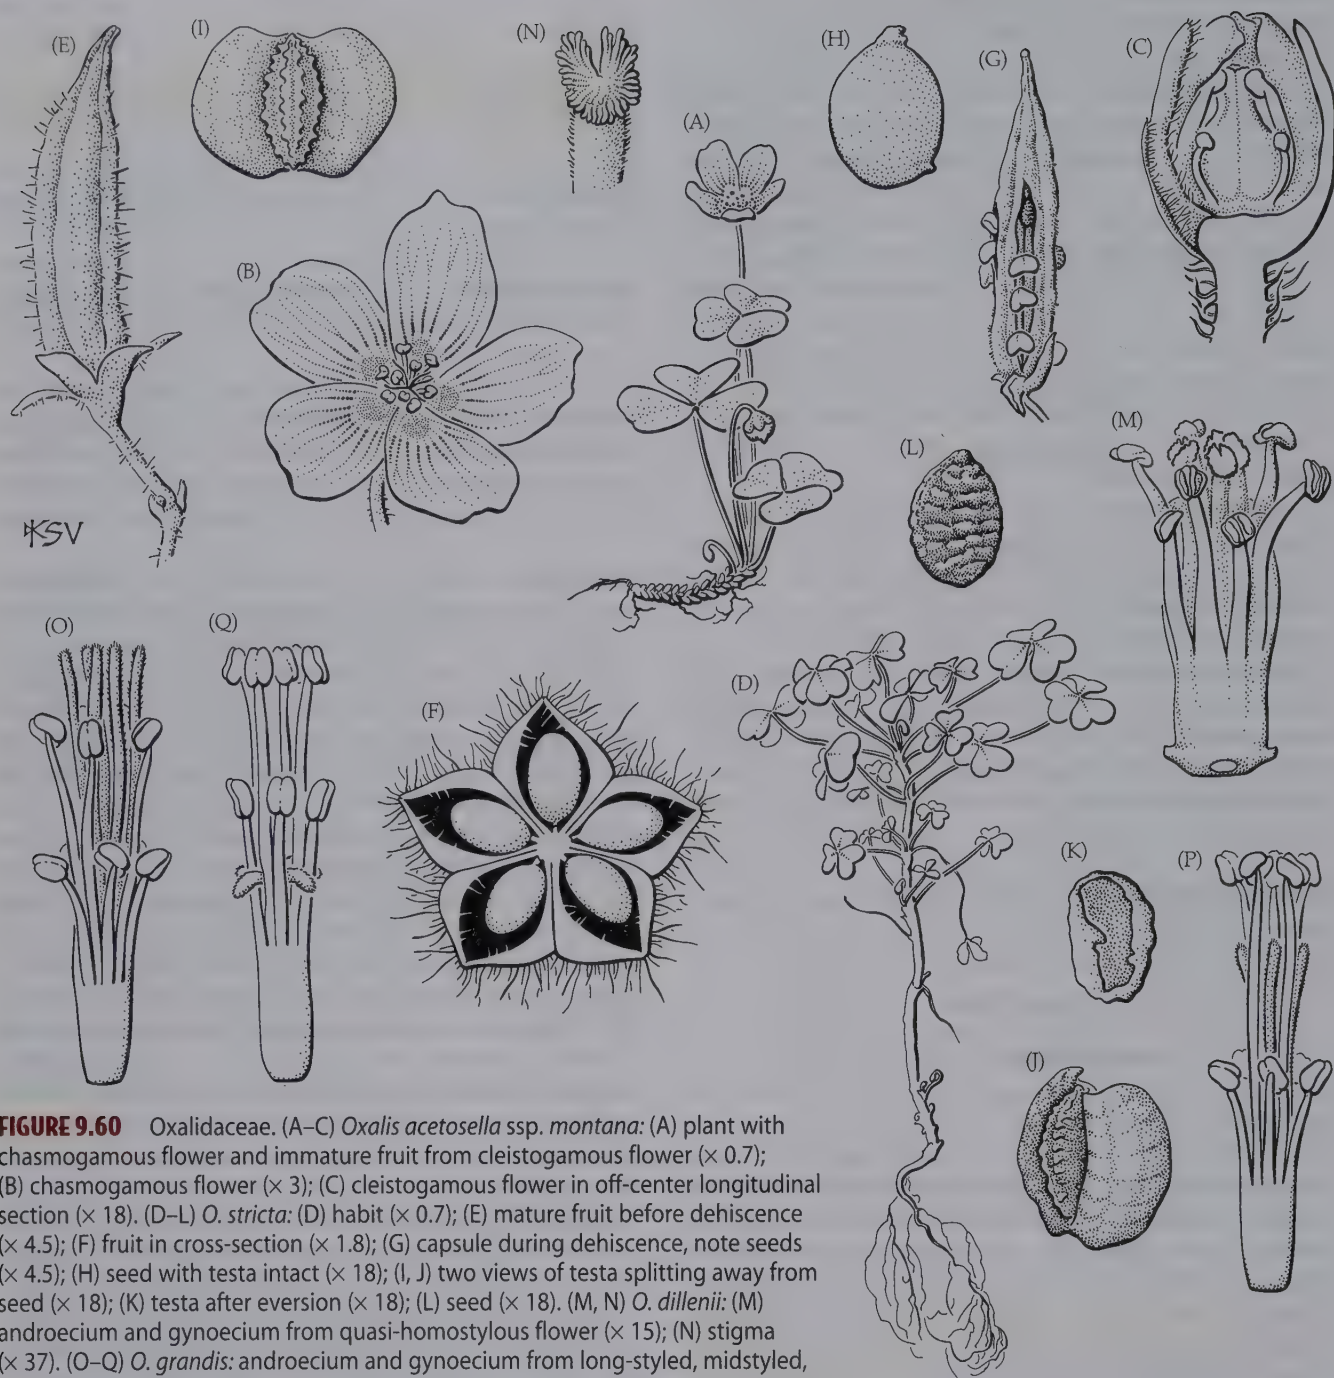 (E)
(I)
(N)
(H)
(G)
(C)
(A)
(B)
(M)
(L)
KSV
(O)
(Q)
(D)
(F)
(K)
(P)
(J)
FIGURE 9.60 Oxalidaceae. (A–C) Oxalis acetosella ssp. montana: (A) plant with
chasmogamous flower and immature fruit from cleistogamous flower (× 0.7);
(B) chasmogamous flower (× 3); (C) cleistogamous flower in off-center longitudinal
section (× 18). (D–L) O. stricta: (D) habit (× 0.7); (E) mature fruit before dehiscence
(× 4.5); (F) fruit in cross-section (× 1.8); (G) capsule during dehiscence, note seeds
(× 4.5); (H) seed with testa intact (× 18); (I, J) two views of testa splitting away from
seed (× 18); (K) testa after eversion (× 18); (L) seed (× 18). (M, N) O. dillenii: (M)
androecium and gynoecium from quasi-homostylous flower (× 15); (N) stigma
(× 37). (O–Q) O. grandis: androecium and gynoecium from long-styled, midstyled,